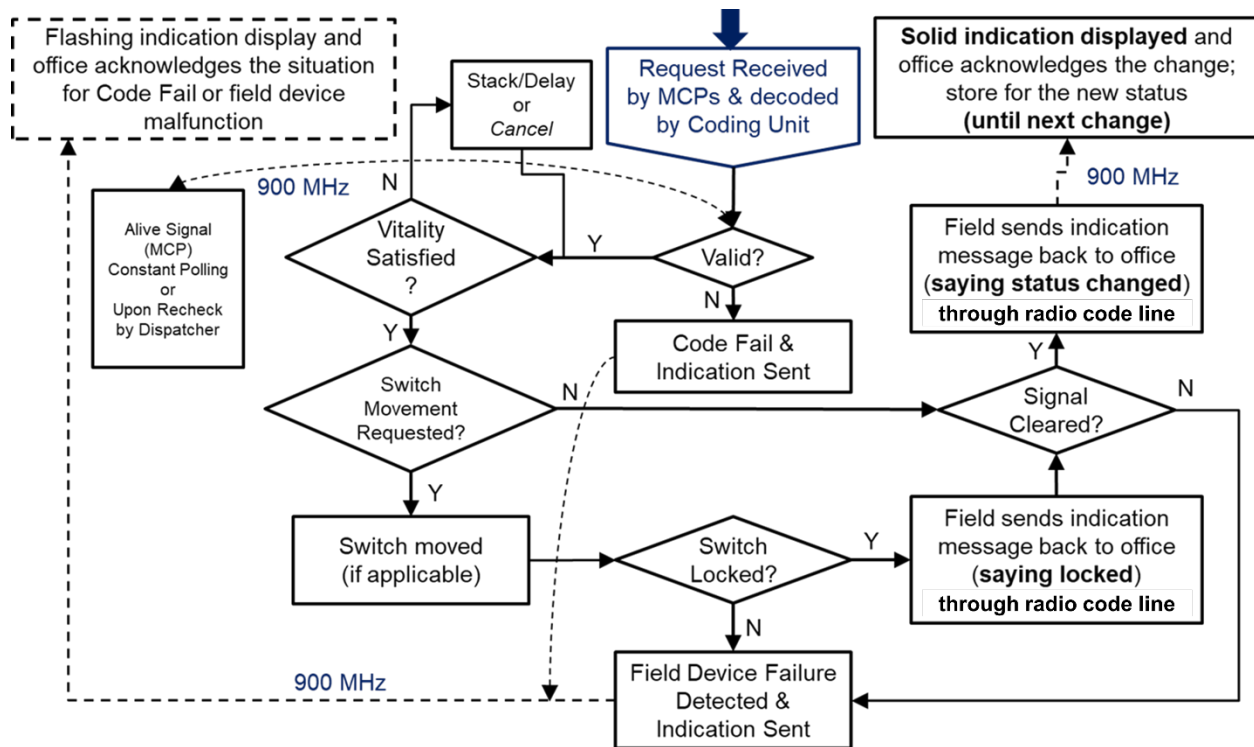 Flashing indication display and
office acknowledges the situation
for Code Fail or field device
malfunction
Stack/Delay
or
Cancel
Request Received
by MCPs & decoded
by Coding Unit
Solid indication displayed and
office acknowledges the change;
store for the new status
(until next change)
900 MHz
900 MHz
N
Alive Signal
(MCP)
Constant Polling
or
Upon Recheck
by Dispatcher
Vitality
Satisfied
?
Y
Valid?
N
Y
Code Fail &
Indication Sent
Field sends indication
message back to office
(saying status changed)
through radio code line
Y
Switch
Movement
Requested?
N
Signal
Cleared?
N
Y
Switch moved
(if applicable)
Switch
Locked?
Y
Field sends indication
message back to office
(saying locked)
through radio code line
N
900 MHz
Field Device Failure
Detected &
Indication Sent